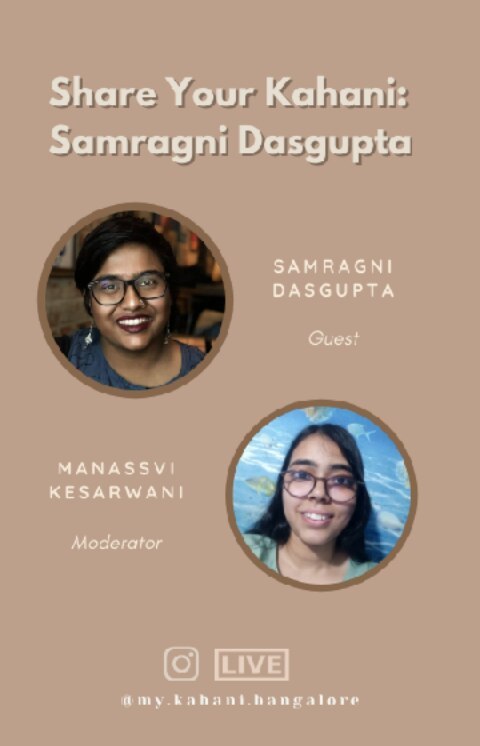 Share Your Kahani:
Samragni Dasgupta
SAMRAGNI
DASGUPTA
Guest
MANASSVI
KESARWANI
Moderator
LIVE
@my.kahani.bangalore